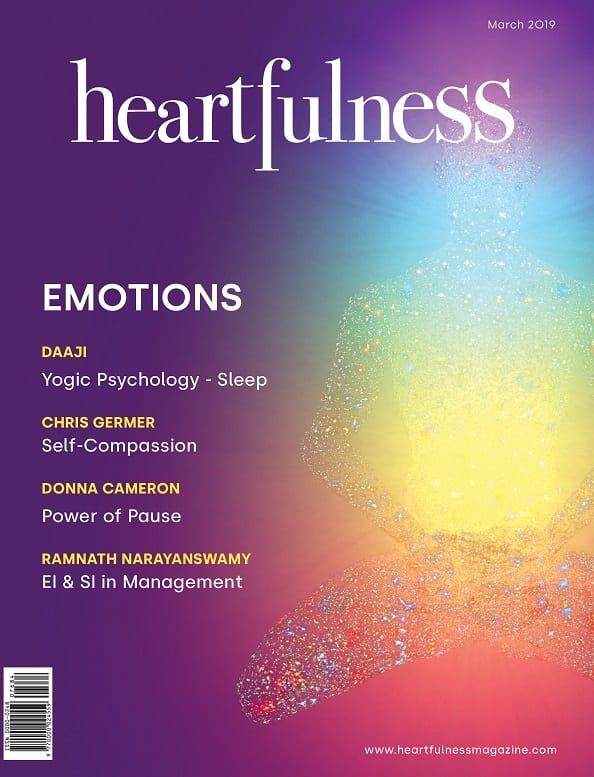 March 2019
heartfulness
EMOTIONS
DAAJI
Yogic Psychology - Sleep
CHRIS GERMER
Self-Compassion
DONNA CAMERON
Power of Pause
RAMNATH NARAYANSWAMY
EI & SI in Management
www.heartfulnessmagazine.com